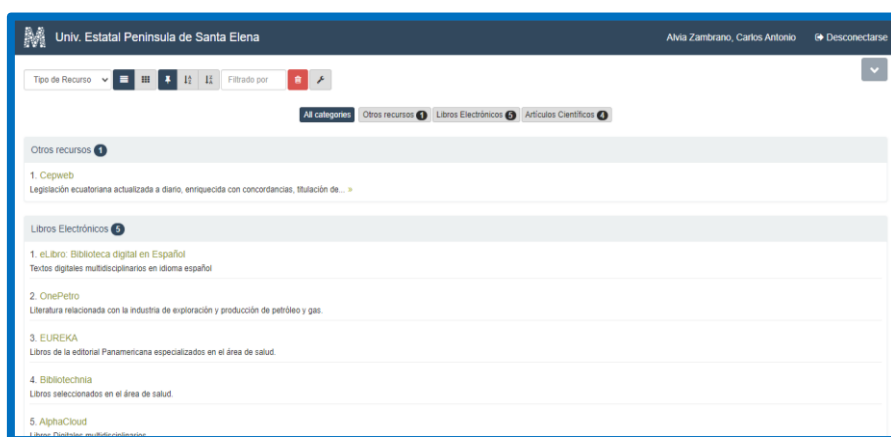 M Univ. Estatal Peninsula de Santa Elena Alvia Zambrano, Carlos Antonio Desconectarse
Tipo de Recurso Filtrado por
All categories Otros recursos 1 Libros Electrónicos 5 Artículos Científicos 4
Otros recursos 1
1. Cepweb
Legislación ecuatoriana actualizada a diario, enriquecida con concordancias, titulación de... »
Libros Electrónicos 5
1. eLibro: Biblioteca digital en Español
Textos digitales multidisciplinarios en idioma español
2. OnePetro
Literatura relacionada con la industria de exploración y producción de petróleo y gas.
3. EUREKA
Libros de la editorial Panamericana especializados en el área de salud.
4. Bibliotechnia
Libros seleccionados en el área de salud.
5. AlphaCloud
Libros Digitales multidisciplinarios